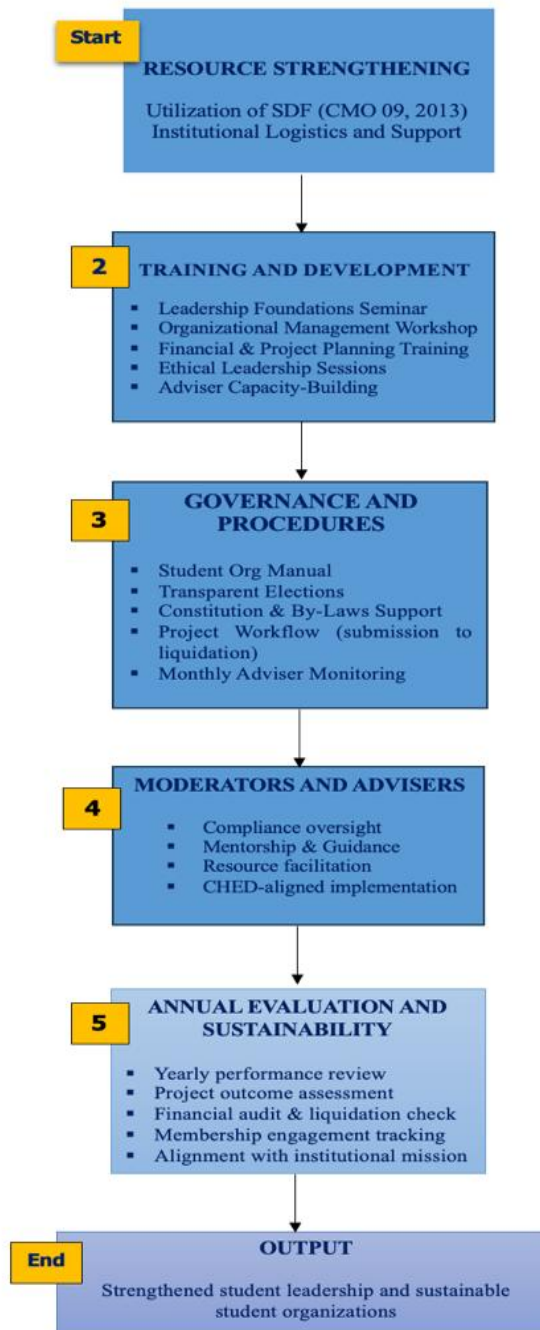 Start
RESOURCE STRENGTHENING
Utilization of SDF (CMO 09, 2013)
Institutional Logistics and Support
2
TRAINING AND DEVELOPMENT
▪ Leadership Foundations Seminar
▪ Organizational Management Workshop
▪ Financial & Project Planning Training
▪ Ethical Leadership Sessions
▪ Adviser Capacity-Building
3
GOVERNANCE AND
PROCEDURES
▪ Student Org Manual
▪ Transparent Elections
▪ Constitution & By-Laws Support
▪ Project Workflow (submission to
liquidation)
▪ Monthly Adviser Monitoring
4
MODERATORS AND ADVISERS
▪ Compliance oversight
▪ Mentorship & Guidance
▪ Resource facilitation
▪ CHED-aligned implementation
5
ANNUAL EVALUATION AND
SUSTAINABILITY
▪ Yearly performance review
▪ Project outcome assessment
▪ Financial audit & liquidation check
▪ Membership engagement tracking
▪ Alignment with institutional mission
End
OUTPUT
Strengthened student leadership and sustainable
student organizations